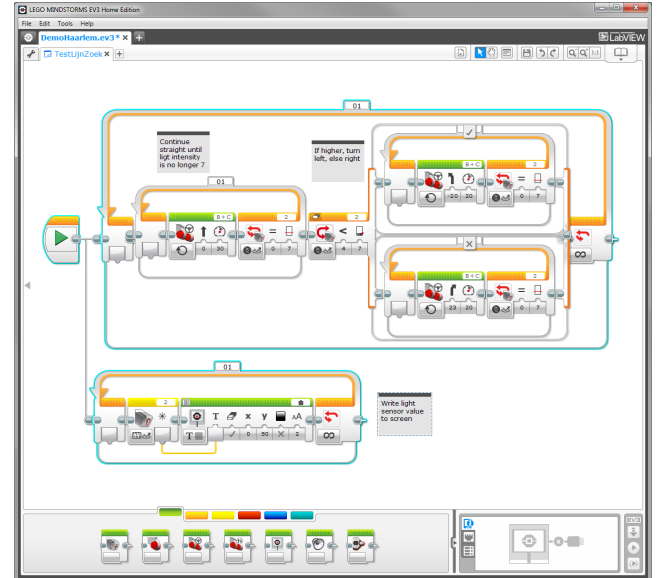 LEGO MINDSTORMS EV3 Home Edition
File Edit Tools Help
DemoHaarlem.ev3* × +
LabVIEW
TestLijnZoek × +
1:1
01
Continue
straight until
ligt intensity
is no longer 7
If higher, turn
left, else right
01
B+C 2
-20 20 = 0 7
B+C 2 2
0 30 = 0 7 < 4 7
∞
B+C 2
23 20 = 0 7
01
3
T x y AA
T 0 50 2
∞
Write light
sensor value
to screen
EV3